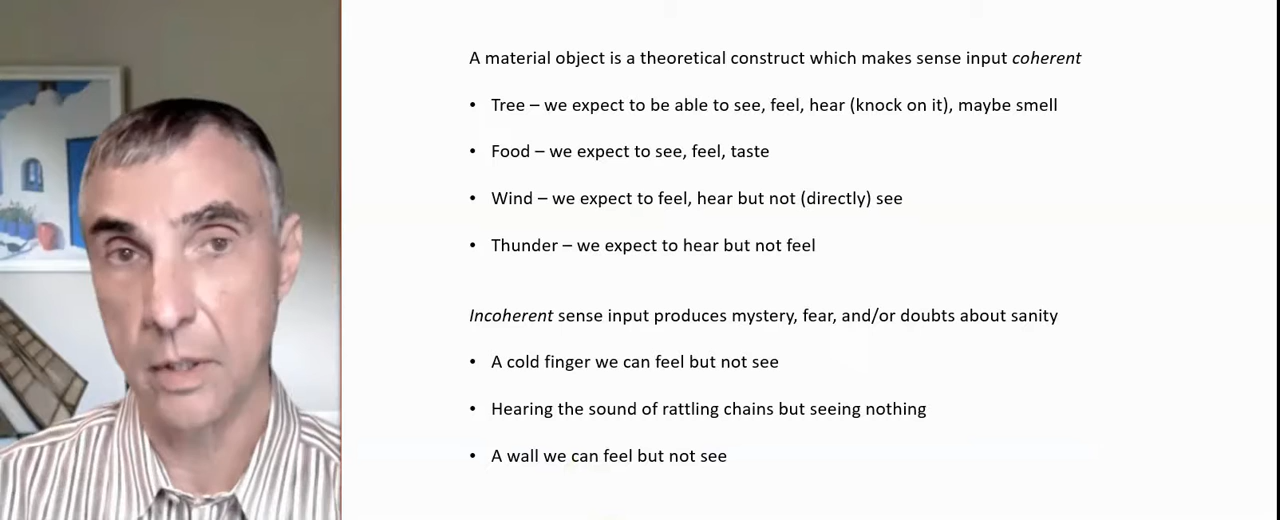 A material object is a theoretical construct which makes sense input coherent
• Tree – we expect to be able to see, feel, hear (knock on it), maybe smell
• Food – we expect to see, feel, taste
• Wind – we expect to feel, hear but not (directly) see
• Thunder – we expect to hear but not feel
Incoherent sense input produces mystery, fear, and/or doubts about sanity
• A cold finger we can feel but not see
• Hearing the sound of rattling chains but seeing nothing
• A wall we can feel but not see